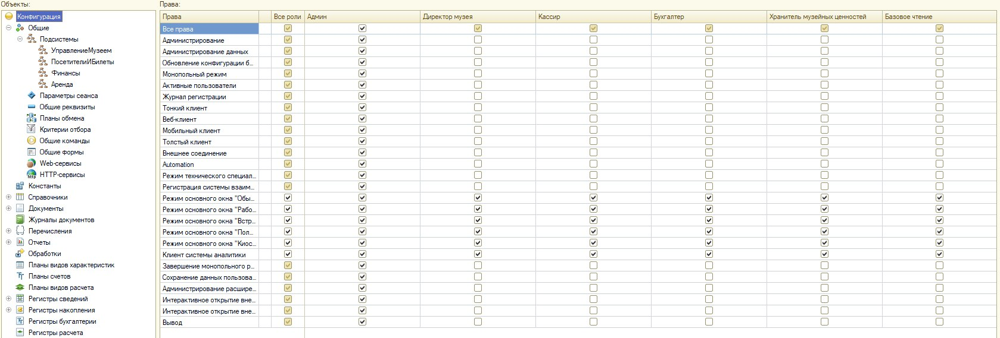 Объекты:
Конфигурация
Общие
Подсистемы
УправлениеМузеем
ПосетителиИБилеты
Финансы
Аренда
Параметры сеанса
Общие реквизиты
Планы обмена
Критерии отбора
Общие команды
Общие формы
Web-сервисы
HTTP-сервисы
Константы
Справочники
Документы
Журналы документов
Перечисления
Отчеты
Обработки
Планы видов характеристик
Планы счетов
Планы видов расчета
Регистры сведений
Регистры накопления
Регистры бухгалтерии
Регистры расчета
Права:
Права Все роли Админ Директор музея Кассир Бухгалтер Хранитель музейных ценностей Базовое чтение
Все права
Администрирование
Администрирование данных
Обновление конфигурации б...
Монопольный режим
Активные пользователи
Журнал регистрации
Тонкий клиент
Веб-клиент
Мобильный клиент
Толстый клиент
Внешнее соединение
Automation
Режим технического специал...
Регистрация системы взаим...
Режим основного окна "Обы...
Режим основного окна "Рабо...
Режим основного окна "Встр...
Режим основного окна "Пол...
Режим основного окна "Киос...
Клиент системы аналитики
Завершение монопольного р...
Сохранение данных пользова...
Администрирование расшире...
Интерактивное открытие вне...
Интерактивное открытие вне...
Вывод